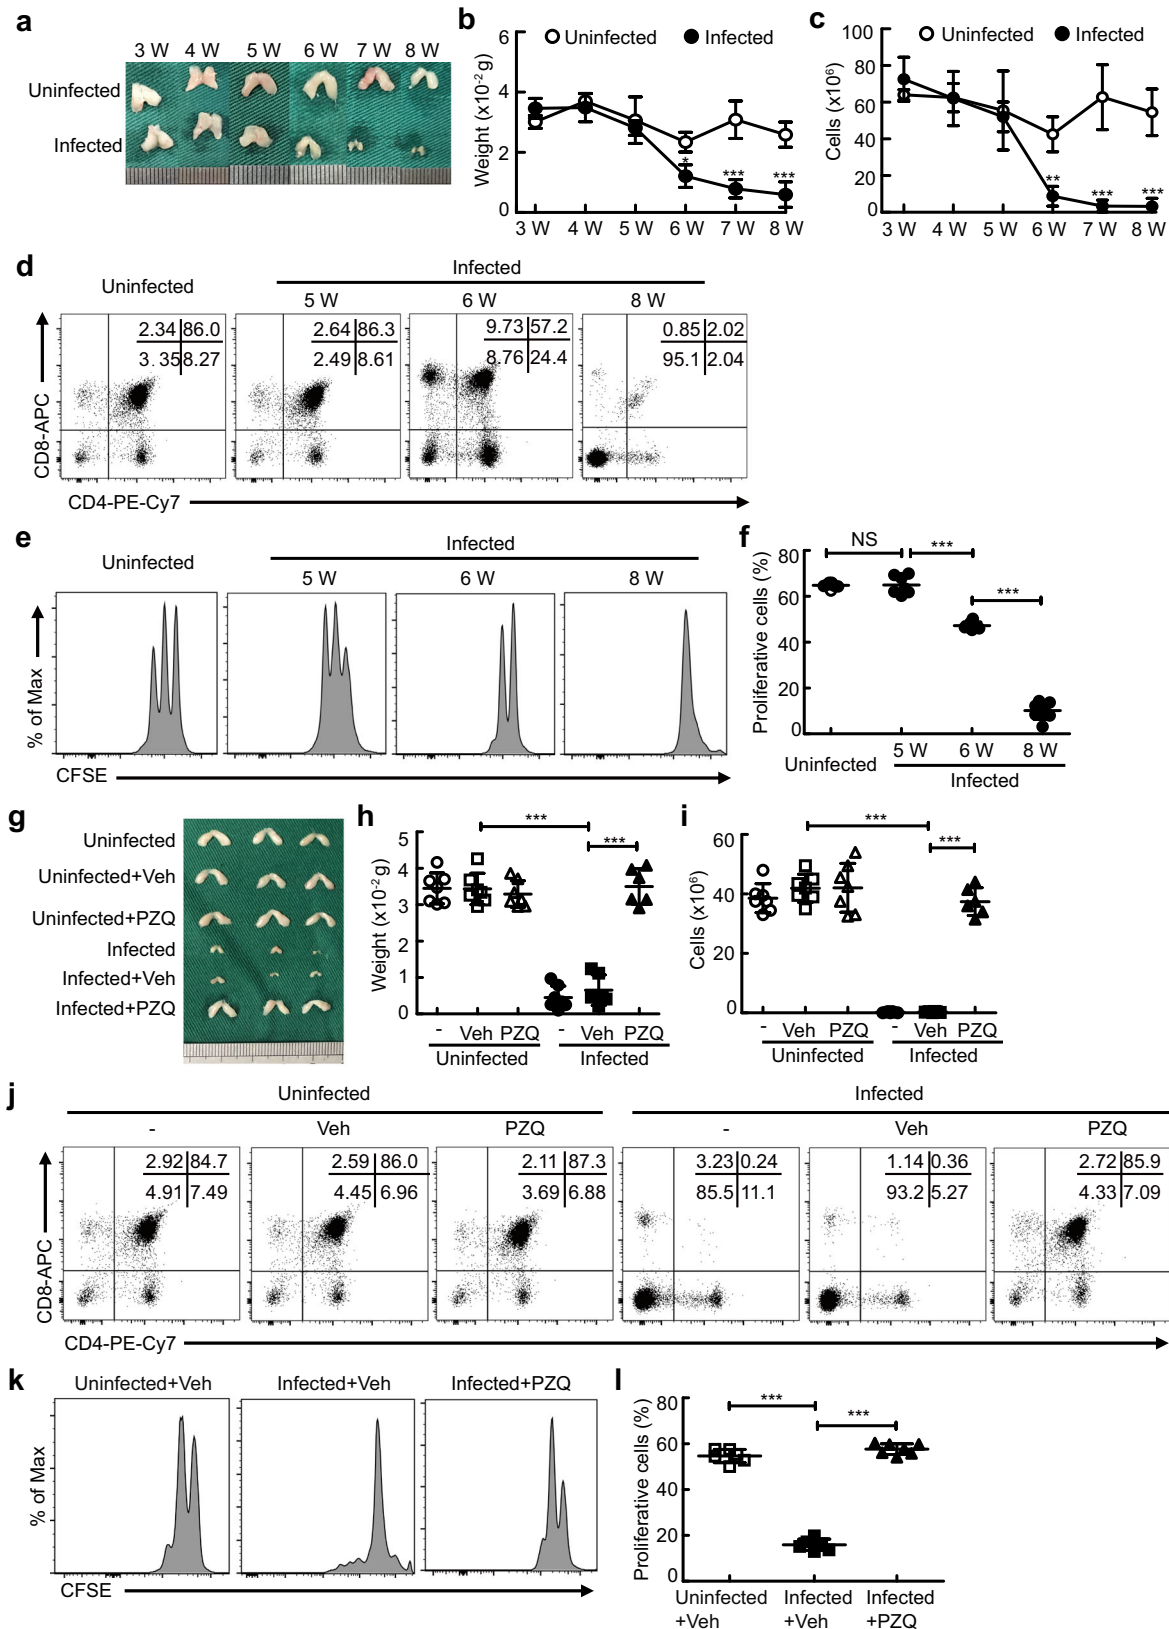 a
3 W 4 W 5 W 6 W 7 W 8 W
Uninfected
Infected
b
Uninfected Infected
Weight (x10⁻² g)
6
4
2
0
3 W 4 W 5 W 6 W 7 W 8 W
* *** ***
c
Uninfected Infected
Cells (x10⁶)
100
80
60
40
20
0
3 W 4 W 5 W 6 W 7 W 8 W
** *** ***
d
Infected
Uninfected 5 W 6 W 8 W
2.34 86.0
3.35 8.27
2.64 86.3
2.49 8.61
9.73 57.2
8.76 24.4
0.85 2.02
95.1 2.04
CD8-APC
CD4-PE-Cy7
e
Infected
Uninfected 5 W 6 W 8 W
% of Max
CFSE
f
NS *** ***
Proliferative cells (%)
80
60
40
20
0
5 W 6 W 8 W
Uninfected Infected
g
Uninfected
Uninfected+Veh
Uninfected+PZQ
Infected
Infected+Veh
Infected+PZQ
h
*** ***
Weight (x10⁻² g)
5
4
3
2
1
0
- Veh PZQ - Veh PZQ
Uninfected Infected
i
*** ***
Cells (x10⁶)
60
40
20
0
- Veh PZQ - Veh PZQ
Uninfected Infected
j
Uninfected Infected
- Veh PZQ - Veh PZQ
2.92 84.7
4.91 7.49
2.59 86.0
4.45 6.96
2.11 87.3
3.69 6.88
3.23 0.24
85.5 11.1
1.14 0.36
93.2 5.27
2.72 85.9
4.33 7.09
CD8-APC
CD4-PE-Cy7
k
Uninfected+Veh Infected+Veh Infected+PZQ
% of Max
CFSE
l
*** ***
Proliferative cells (%)
80
60
40
20
0
Uninfected Infected Infected
+Veh +Veh +PZQ